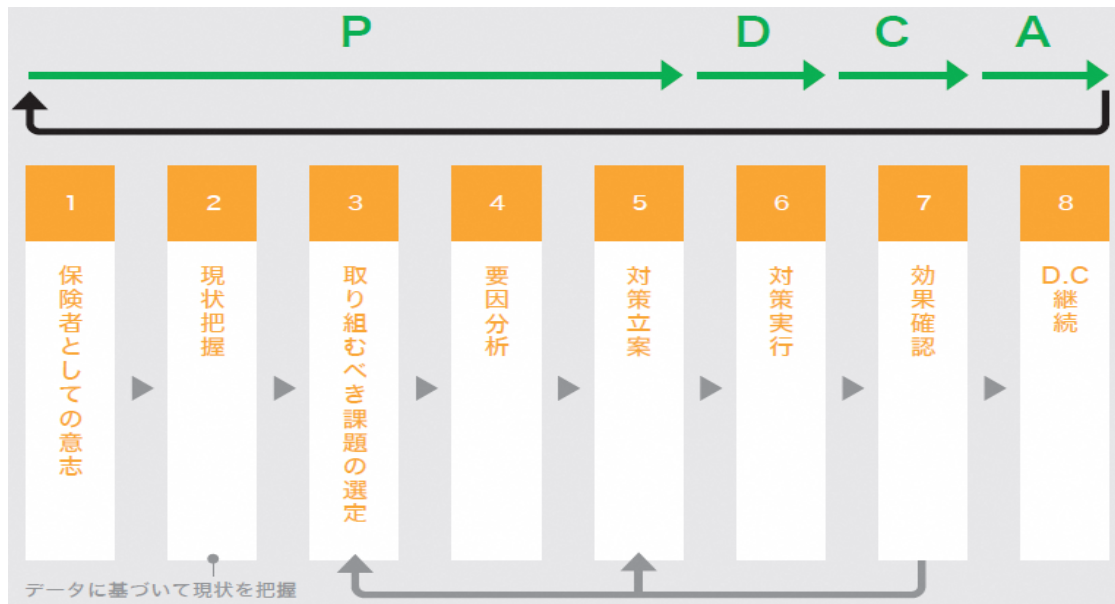 P
D
C
A
1
2
3
4
5
6
7
8
保険者としての意志
現状把握
取り組むべき課題の選定
要因分析
対策立案
対策実行
効果確認
D.C継続
データに基づいて現状を把握